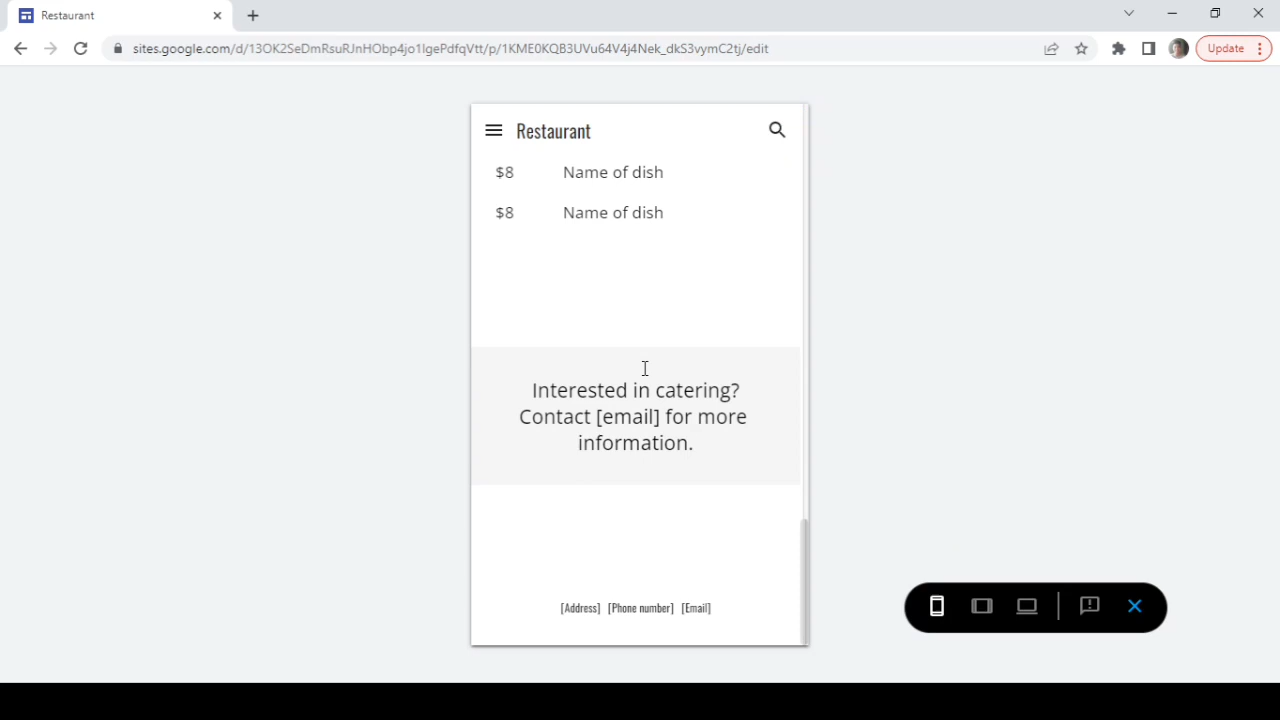 Restaurant
sites.google.com/d/13OK2SeDmRsuRJnHObp4jo1IgePdfqVtt/p/1KME0KQB3UVu64V4j4Nek_dkS3vymC2tj/edit
Update
Restaurant
$8 Name of dish
$8 Name of dish
Interested in catering?
Contact [email] for more
information.
[Address] [Phone number] [Email]